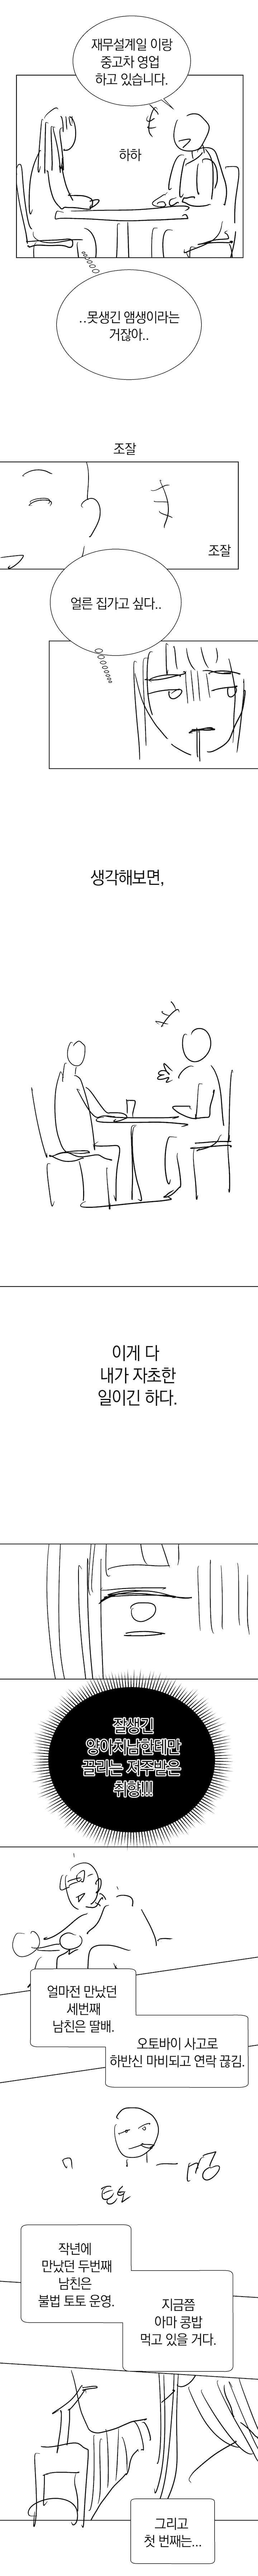 재무설계일 이랑
중고차 영업
하고 있습니다.
하하
..못생긴 앰생이라는
거잖아..
조잘
조잘
얼른 집가고 싶다..
생각해보면,
이게 다
내가 자초한
일이긴 하다.
잘생긴
양아치남한테만
끌리는 저주받은
취향!!!
얼마전 만났던
세번째
남친은 딸배.
오토바이 사고로
하반신 마비되고 연락 끊김.
토토
작년에
만났던 두번째
남친은
불법 토토 운영.
지금쯤
아마 콩밥
먹고 있을 거다.
그리고
첫 번째는...